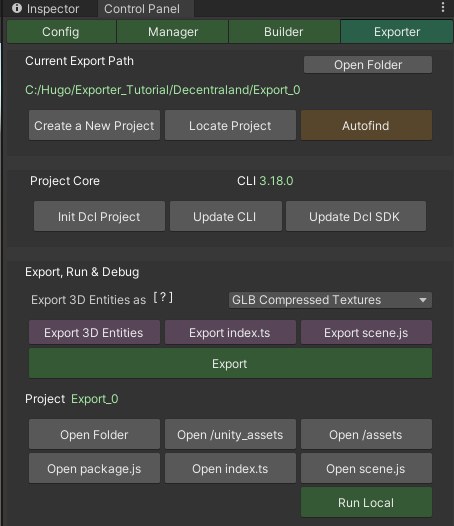 Inspector Control Panel
Config Manager Builder Exporter
Current Export Path Open Folder
C:/Hugo/Exporter_Tutorial/Decentraland/Export_0
Create a New Project Locate Project Autofind
Project Core CLI 3.18.0
Init Dcl Project Update CLI Update Dcl SDK
Export, Run & Debug
Export 3D Entities as [?] GLB Compressed Textures
Export 3D Entities Export index.ts Export scene.js
Export
Project Export_0
Open Folder Open /unity_assets Open /assets
Open package.js Open index.ts Open scene.js
Run Local